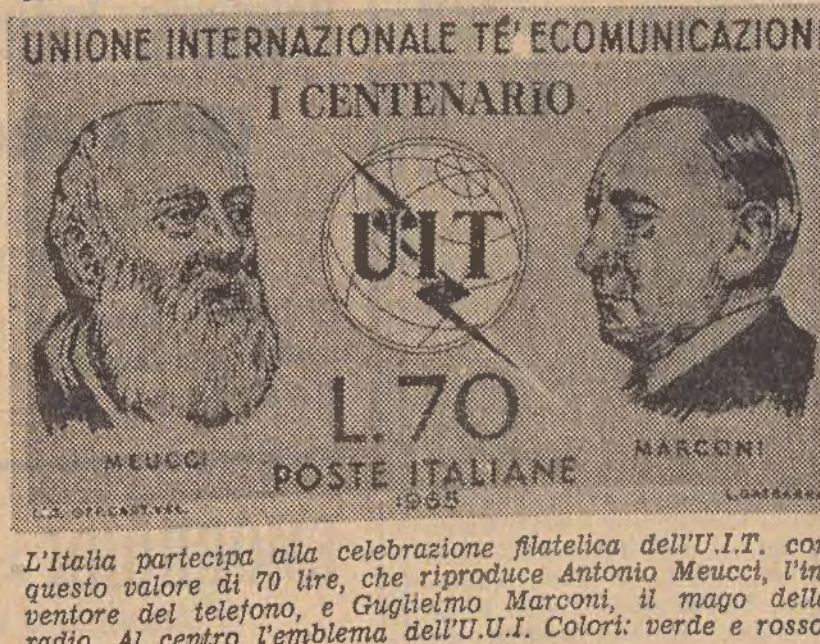 UNIONE INTERNAZIONALE TE' ECOMUNICAZIONI
I CENTENARIO
UIT
L.70
MEUCCI
MARCONI
POSTE ITALIANE
1965
L'Italia partecipa alla celebrazione filatelica dell'U.I.T. con
questo valore di 70 lire, che riproduce Antonio Meucci, l'in
ventore del telefono, e Guglielmo Marconi, il mago della
radio. Al centro l'emblema dell'U.U.I. Colori: verde e rosso